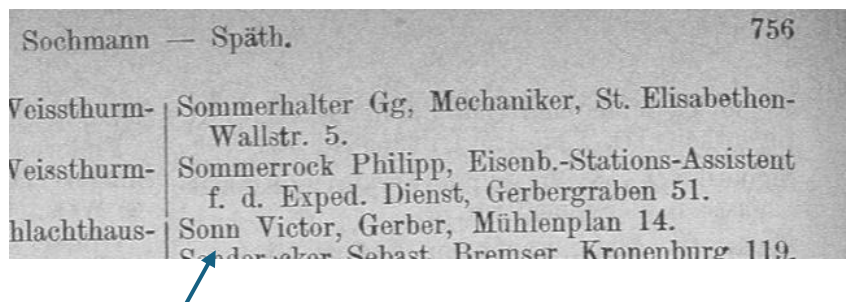 Sochmann — Späth.
756
Veissthurm-
Veissthurm-
hlachthaus-
Sommerhalter Gg, Mechaniker, St. Elisabethen-
Wallstr. 5.
Sommerrock Philipp, Eisenb.-Stations-Assistent
f. d. Exped. Dienst, Gerbergraben 51.
Sonn Victor, Gerber, Mühlenplan 14.
Sebast. Bremser, Kronenburg 119.